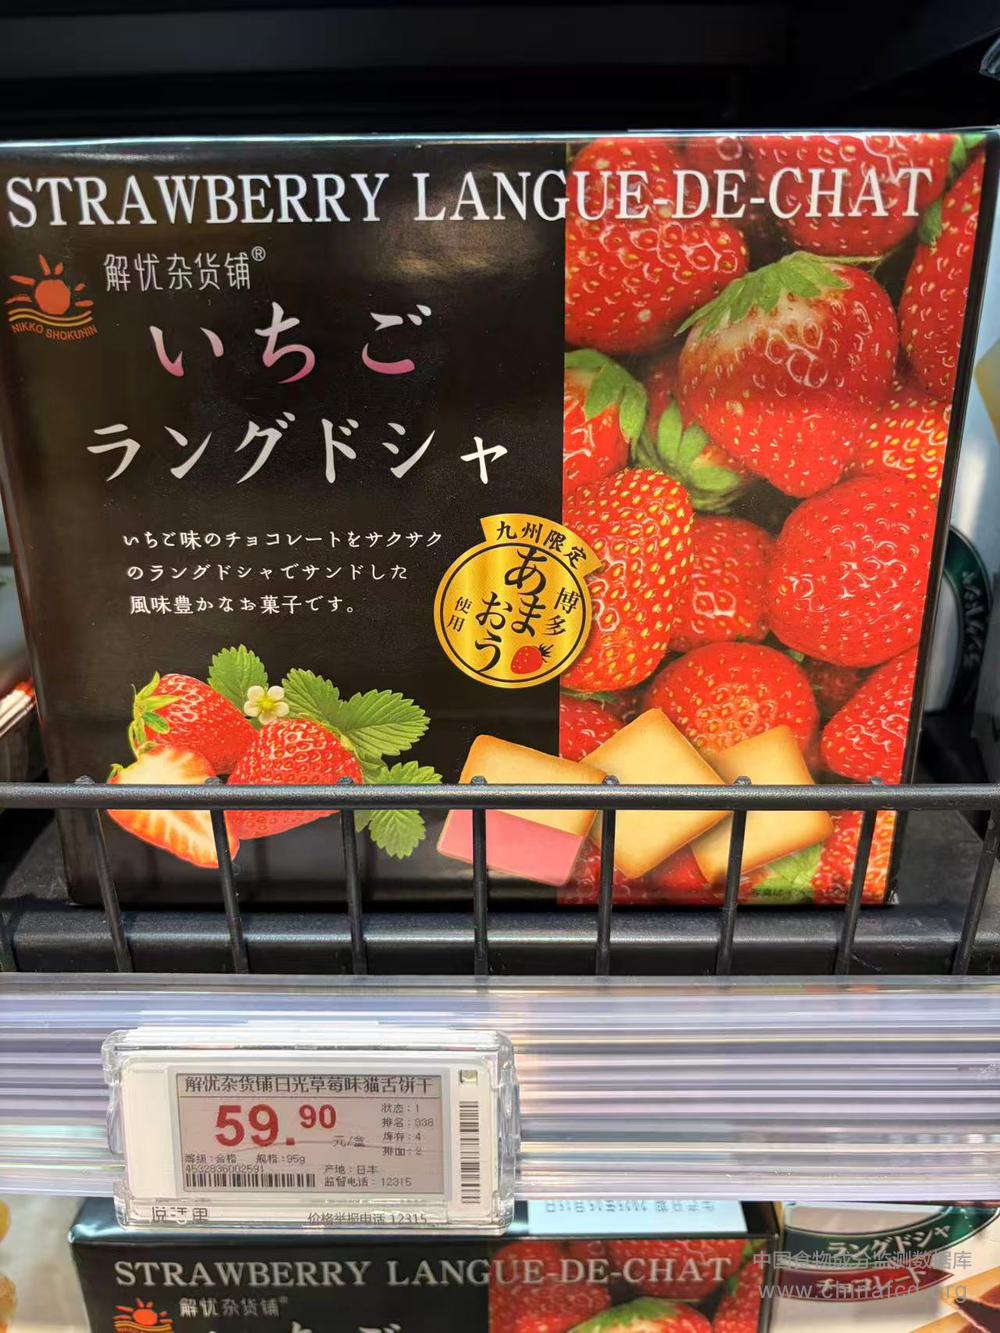 STRAWBERRY LANGUE-DE-CHAT
解忧杂货铺®
NIKKO SHOKUHIN
いちご
ラングドシャ
いちご味のチョコレートをサクサク
のラングドシャでサンドした
風味豊かなお菓子です。
九州限定
博多
あまおう
使用
解忧杂货铺日光草莓味猫舌饼干
59.90
元/盒
状态:1
排名:338
库存:4
排面:2
等级:合格 规格:95g
4532836002591
产地:日本
监督电话:12315
悦活里
价格举报电话 12315
STRAWBERRY LANGUE-DE-CHAT
解忧杂货铺®
ラングドシャ
チョコレート
中国食物成分监测数据库
www.chinafcd.org